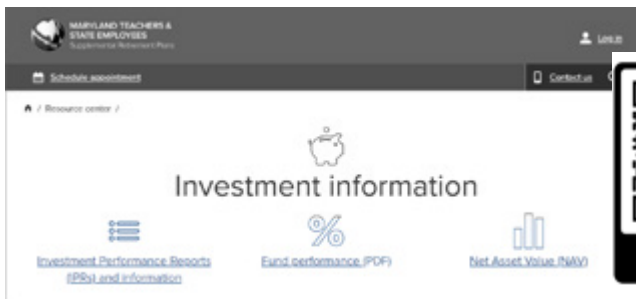 MARYLAND TEACHERS &
STATE EMPLOYEES
Supplemental Retirement Plans
Log in
Schedule appointment
Contact us
/ Resource center /
Investment information
%
Investment Performance Reports
(IPRs) and information
Fund performance (PDF)
Net Asset Value (NAV)